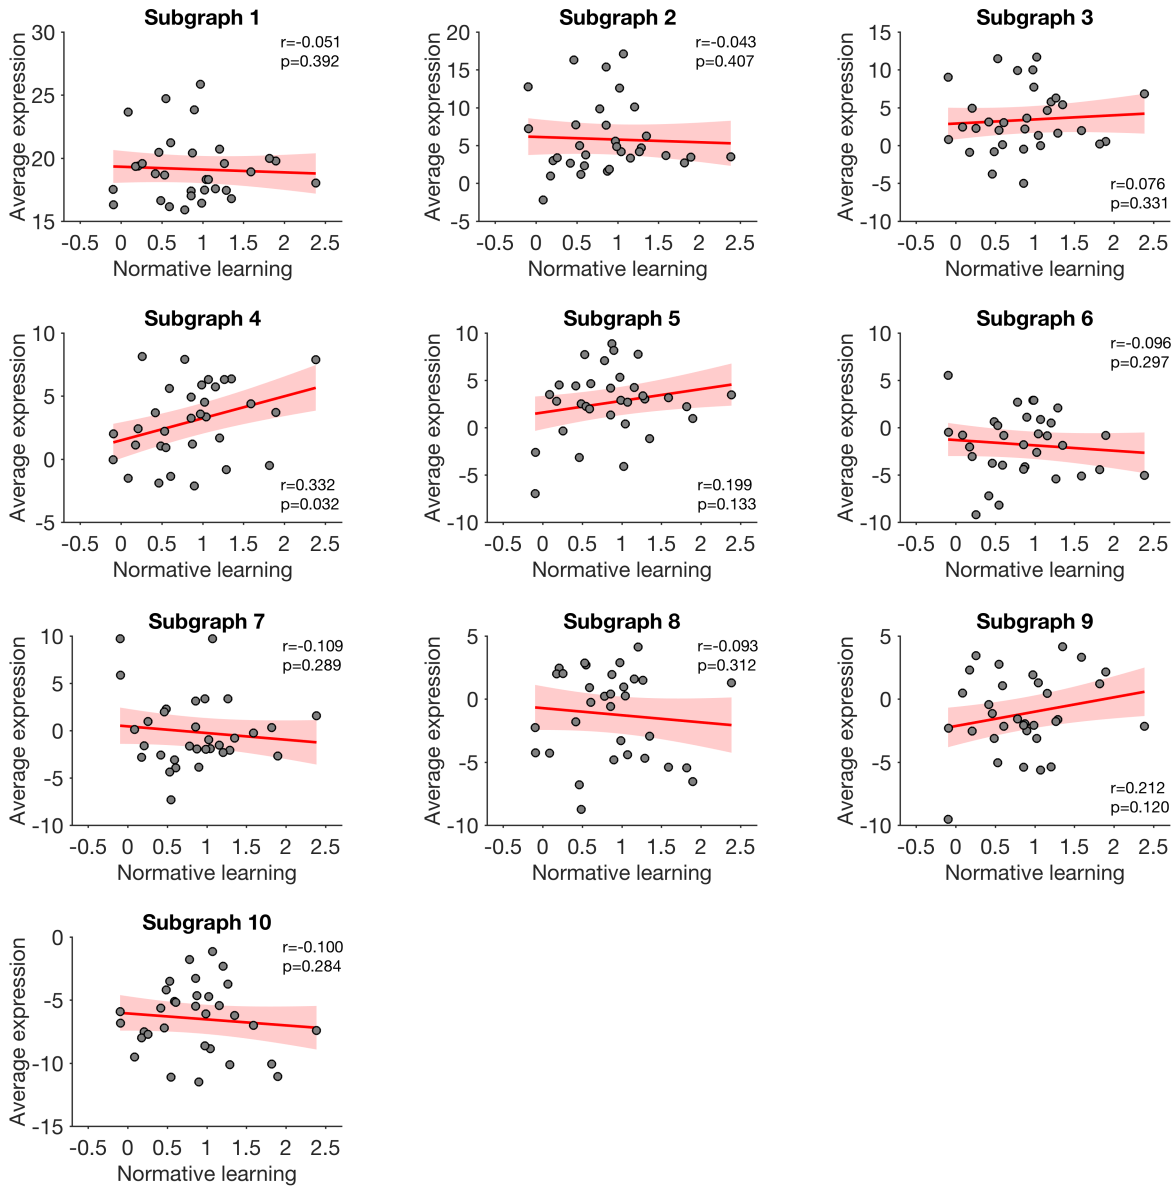 Subgraph 1
Average expression
30
25
20
15
r=-0.051
p=0.392
-0.5 0 0.5 1 1.5 2 2.5
Normative learning
Subgraph 2
Average expression
20
15
10
5
0
-5
r=-0.043
p=0.407
-0.5 0 0.5 1 1.5 2 2.5
Normative learning
Subgraph 3
Average expression
15
10
5
0
-5
-10
r=0.076
p=0.331
-0.5 0 0.5 1 1.5 2 2.5
Normative learning
Subgraph 4
Average expression
10
5
0
-5
r=0.332
p=0.032
-0.5 0 0.5 1 1.5 2 2.5
Normative learning
Subgraph 5
Average expression
10
5
0
-5
-10
r=0.199
p=0.133
-0.5 0 0.5 1 1.5 2 2.5
Normative learning
Subgraph 6
Average expression
10
5
0
-5
-10
r=-0.096
p=0.297
-0.5 0 0.5 1 1.5 2 2.5
Normative learning
Subgraph 7
Average expression
10
5
0
-5
-10
r=-0.109
p=0.289
-0.5 0 0.5 1 1.5 2 2.5
Normative learning
Subgraph 8
Average expression
5
0
-5
-10
r=-0.093
p=0.312
-0.5 0 0.5 1 1.5 2 2.5
Normative learning
Subgraph 9
Average expression
5
0
-5
-10
r=0.212
p=0.120
-0.5 0 0.5 1 1.5 2 2.5
Normative learning
Subgraph 10
Average expression
0
-5
-10
-15
r=-0.100
p=0.284
-0.5 0 0.5 1 1.5 2 2.5
Normative learning